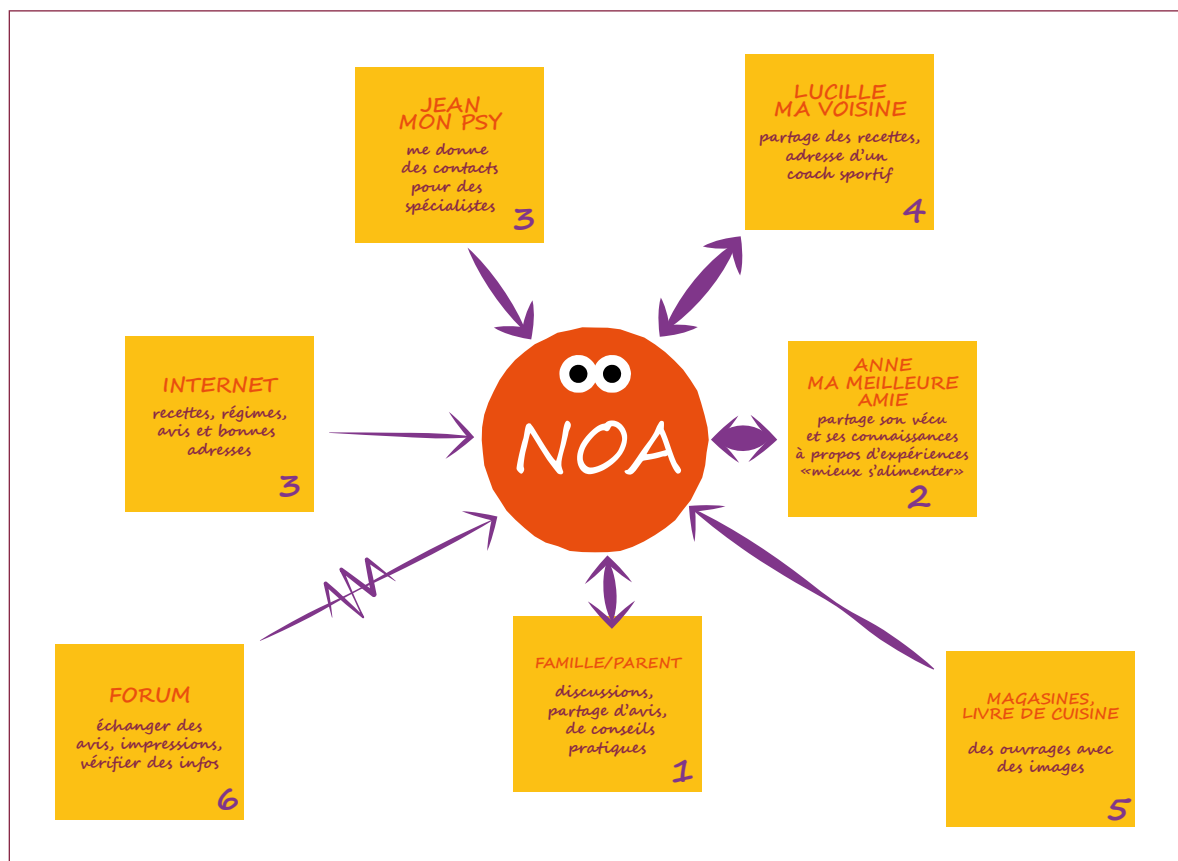 JEAN
MON PSY
me donne
des contacts
pour des
spécialistes
3
LUCILLE
MA VOISINE
partage des recettes,
adresse d'un
coach sportif
4
INTERNET
recettes, régimes,
avis et bonnes
adresses
3
NOA
ANNE
MA MEILLEURE
AMIE
partage son vécu
et ses connaissances
à propos d'expériences
«mieux s'alimenter»
2
FORUM
échanger des
avis, impressions,
vérifier des infos
6
FAMILLE/PARENT
discussions,
partage d'avis,
de conseils
pratiques
1
MAGASINES,
LIVRE DE CUISINE
des ouvrages avec
des images
5